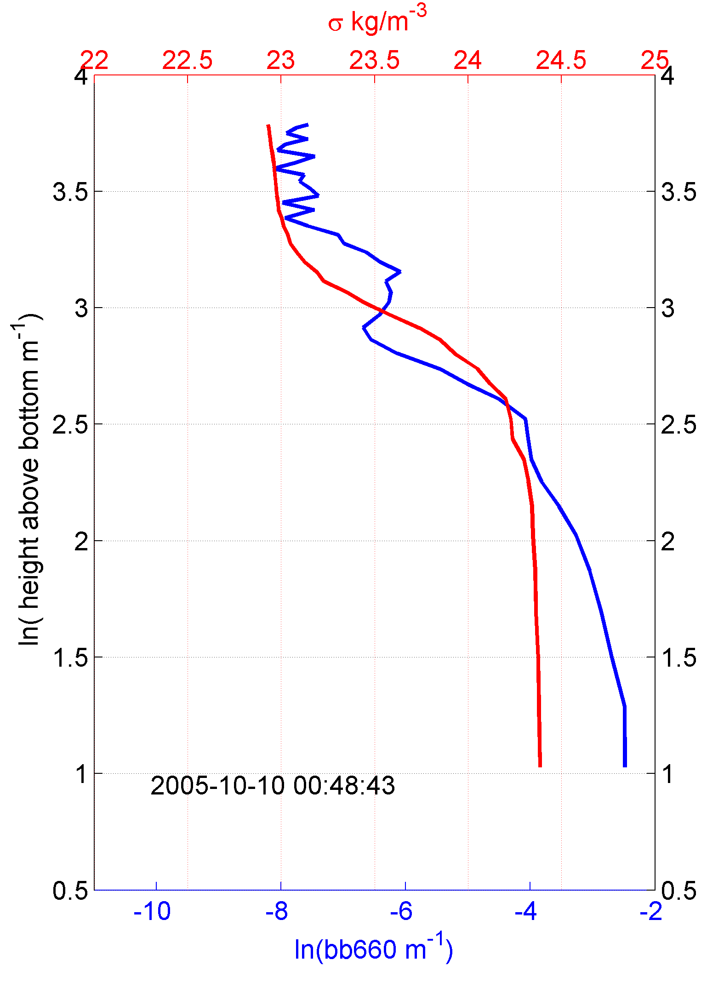 σ kg/m⁻³
22 22.5 23 23.5 24 24.5 25
4 4
3.5 3.5
3 3
2.5 2.5
2 2
1.5 1.5
1 1
0.5 0.5
ln( height above bottom m⁻¹)
2005-10-10 00:48:43
-10 -8 -6 -4 -2
ln(bb660 m⁻¹)